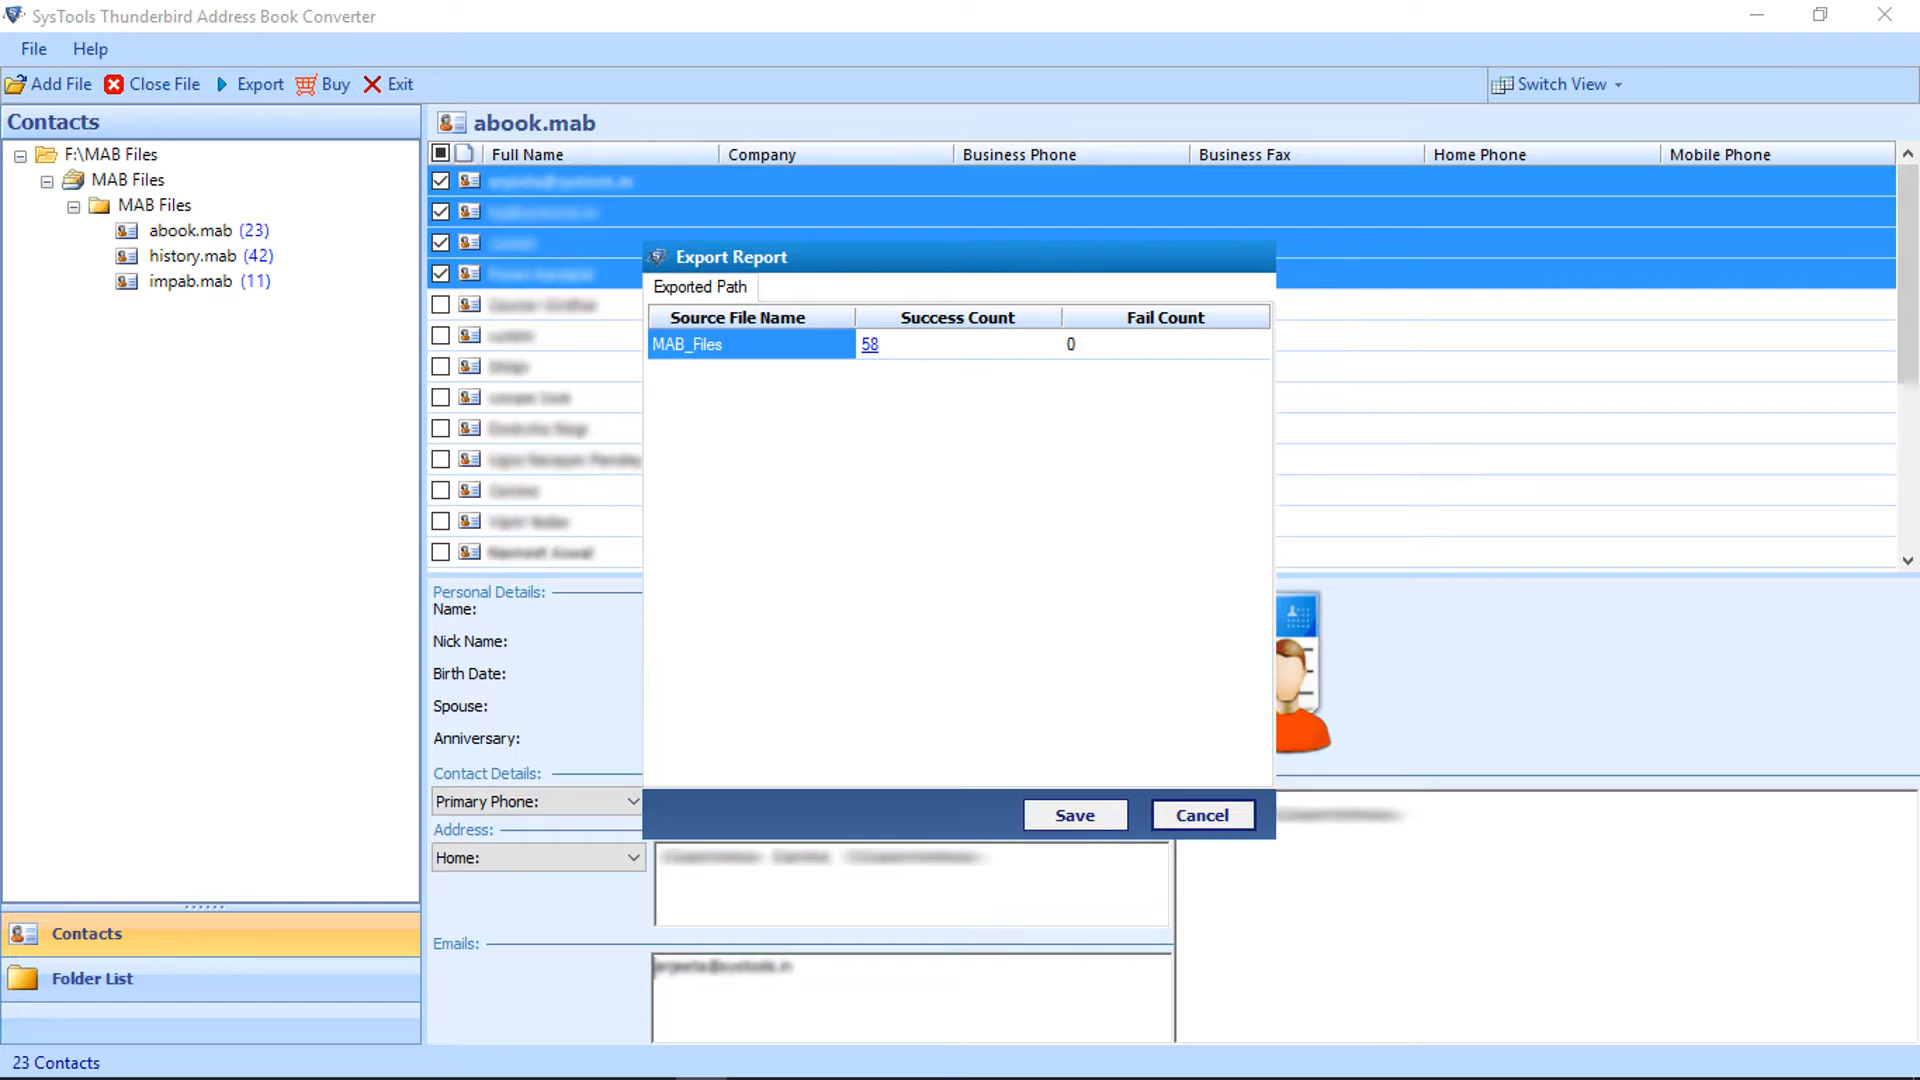 SysTools Thunderbird Address Book Converter
File Help
Add File Close File Export Buy Exit Switch View
Contacts
F:\MAB Files
MAB Files
MAB Files
abook.mab (23)
history.mab (42)
impab.mab (11)
Contacts
Folder List
23 Contacts
abook.mab
Full Name Company Business Phone Business Fax Home Phone Mobile Phone
Personal Details:
Name:
Nick Name:
Birth Date:
Spouse:
Anniversary:
Contact Details:
Primary Phone:
Address:
Home:
Emails:
Export Report
Exported Path
Source File Name Success Count Fail Count
MAB_Files 58 0
Save Cancel